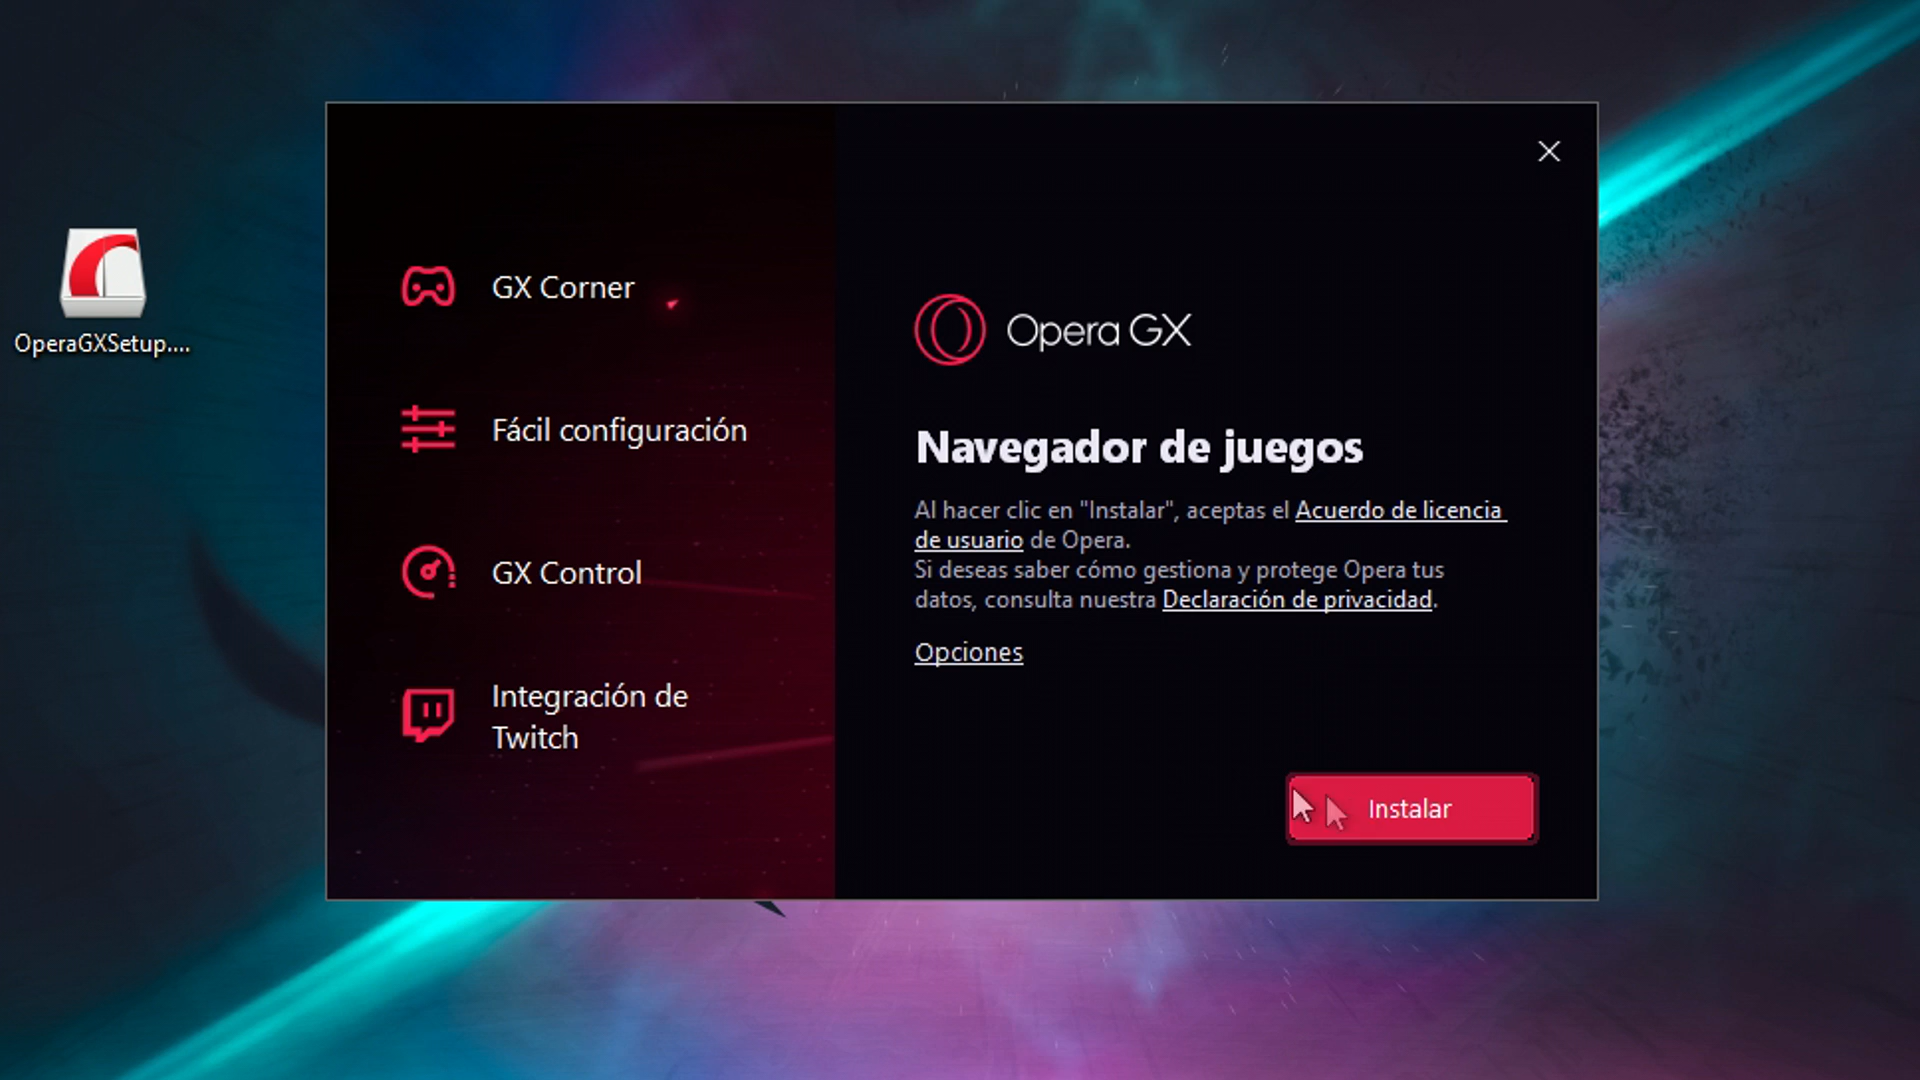 OperaGXSetup....
GX Corner
Fácil configuración
GX Control
Integración de
Twitch
Opera GX
Navegador de juegos
Al hacer clic en "Instalar", aceptas el Acuerdo de licencia
de usuario de Opera.
Si deseas saber cómo gestiona y protege Opera tus
datos, consulta nuestra Declaración de privacidad.
Opciones
Instalar